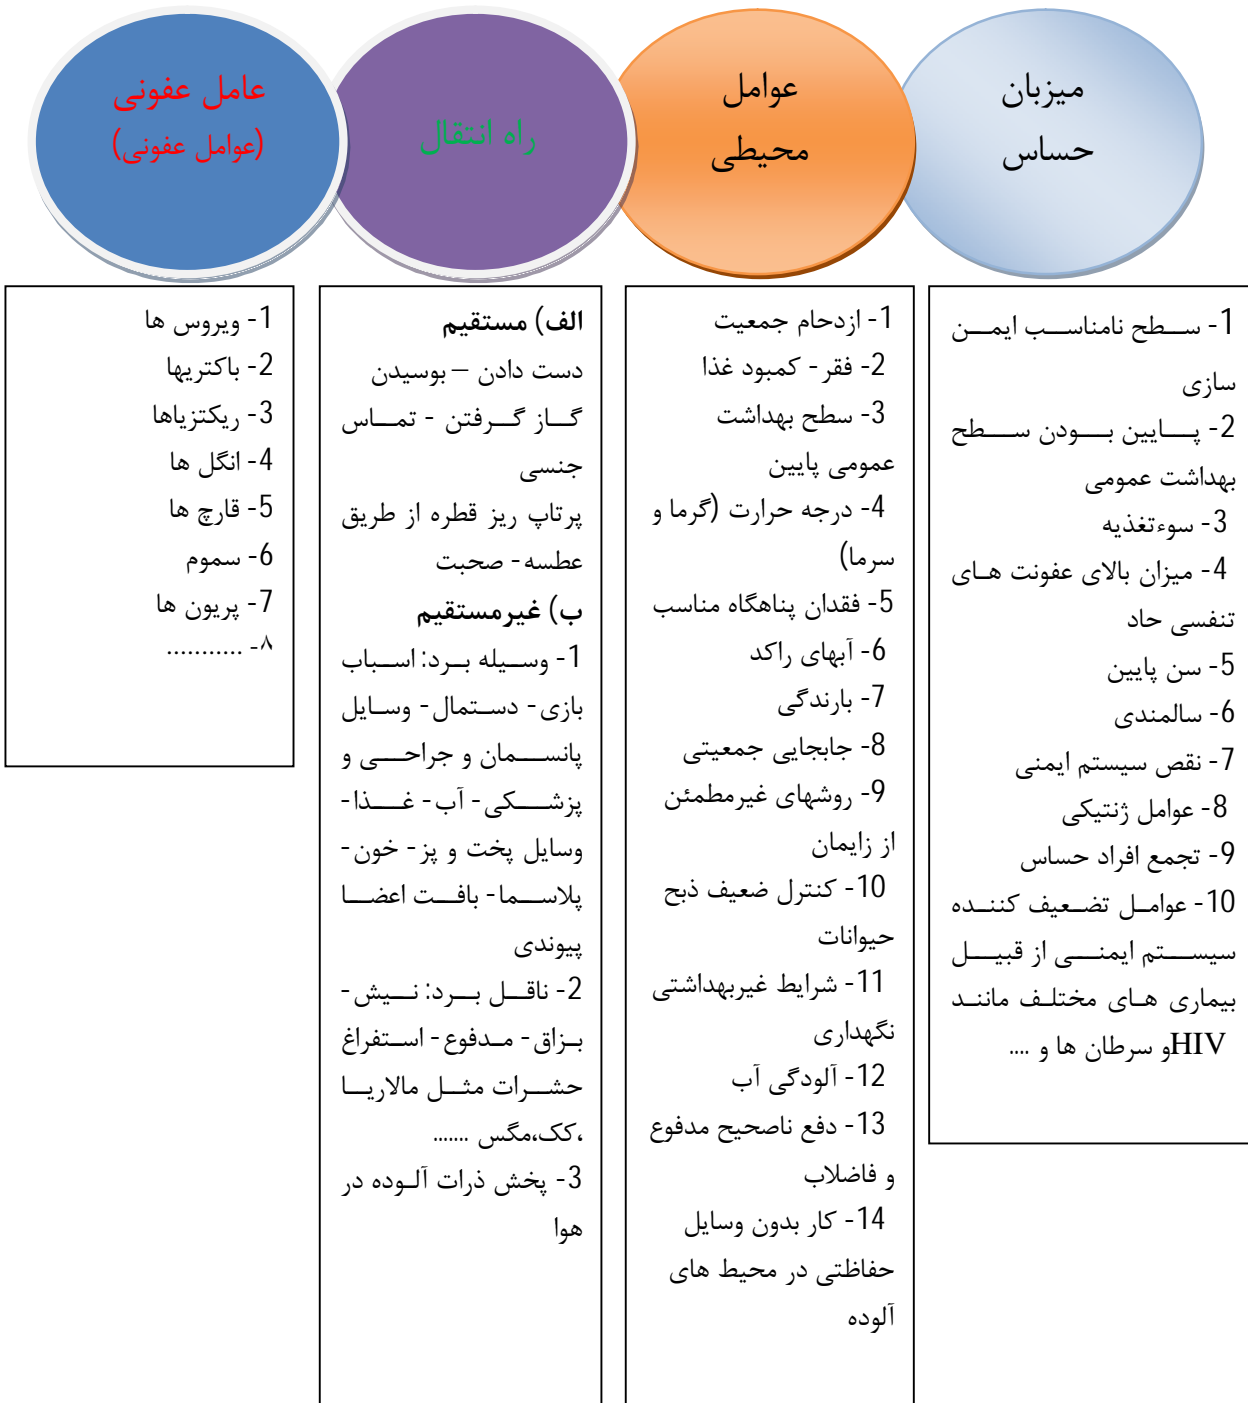 میزبان
حساس
عوامل
محیطی
راه انتقال
عامل عفونی
(عوامل عفونی)
1- سطح نامناسب ایمن
سازی
2- پایین بودن سطح
بهداشت عمومی
3- سوءتغذیه
4- میزان بالای عفونت های
تنفسی حاد
5- سن پایین
6- سالمندی
7- نقص سیستم ایمنی
8- عوامل ژنتیکی
9- تجمع افراد حساس
10- عوامل تضعیف کننده
سیستم ایمنی از قبیل
بیماری های مختلف مانند
HIVو سرطان ها و ....
1- ازدحام جمعیت
2- فقر- کمبود غذا
3- سطح بهداشت
عمومی پایین
4- درجه حرارت (گرما و
سرما)
5- فقدان پناهگاه مناسب
6- آبهای راکد
7- بارندگی
8- جابجایی جمعیتی
9- روشهای غیرمطمئن
از زایمان
10- کنترل ضعیف ذبح
حیوانات
11- شرایط غیربهداشتی
نگهداری
12- آلودگی آب
13- دفع ناصحیح مدفوع
و فاضلاب
14- کار بدون وسایل
حفاظتی در محیط های
آلوده
الف) مستقیم
دست دادن – بوسیدن
گاز گرفتن - تماس
جنسی
پرتاپ ریز قطره از طریق
عطسه- صحبت
ب) غیرمستقیم
1- وسیله برد: اسباب
بازی- دستمال- وسایل
پانسمان و جراحی و
پزشکی- آب- غذا-
وسایل پخت و پز- خون-
پلاسما- بافت اعضا
پیوندی
2- ناقل برد: نیش-
بزاق- مدفوع- استفراغ
حشرات مثل مالاریا
،کک،مگس .......
3- پخش ذرات آلوده در
هوا
1- ویروس ها
2- باکتریها
3- ریکتزیاها
4- انگل ها
5- قارچ ها
6- سموم
7- پریون ها
۸- ...........